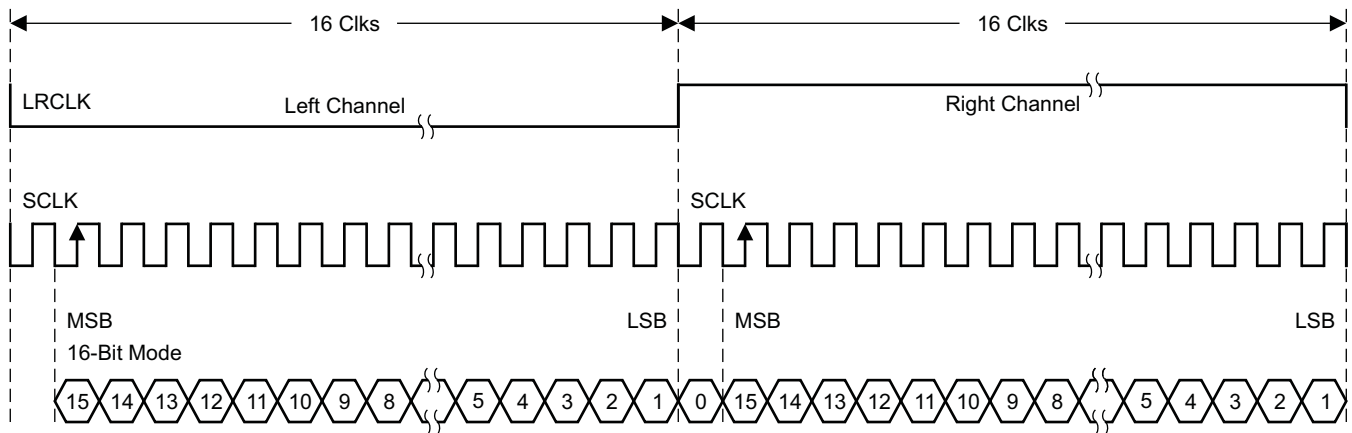 16 Clks 16 Clks
LRCLK Left Channel Right Channel
SCLK SCLK
MSB LSB MSB LSB
16-Bit Mode
15 14 13 12 11 10 9 8 5 4 3 2 1 0 15 14 13 12 11 10 9 8 5 4 3 2 1